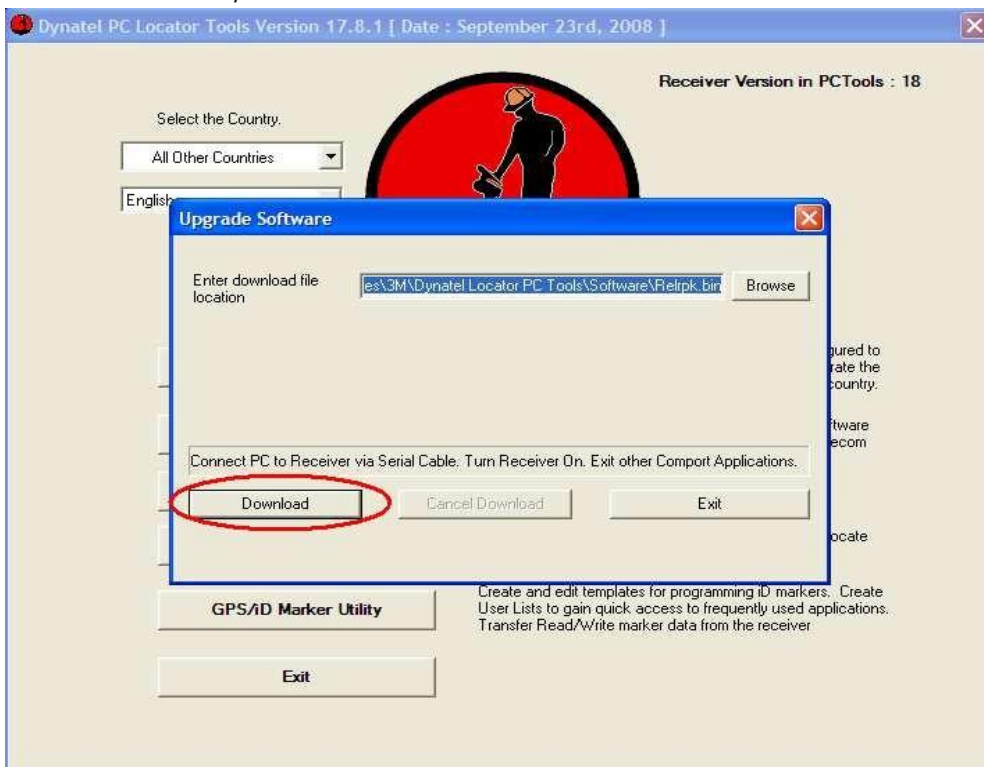 Dynatel PC Locator Tools Version 17.8.1 [ Date : September 23rd, 2008 ]
Receiver Version in PCTools : 18
Select the Country.
All Other Countries
English
Upgrade Software
Enter download file
location
es\3M\Dynatel Locator PC Tools\Software\Relrpk.bin
Browse
gured to
rate the
country.
ftware
ecom
Connect PC to Receiver via Serial Cable. Turn Receiver On. Exit other Comport Applications.
Download
Cancel Download
Exit
ocate
GPS/iD Marker Utility
Create and edit templates for programming iD markers. Create
User Lists to gain quick access to frequently used applications.
Transfer Read/Write marker data from the receiver
Exit